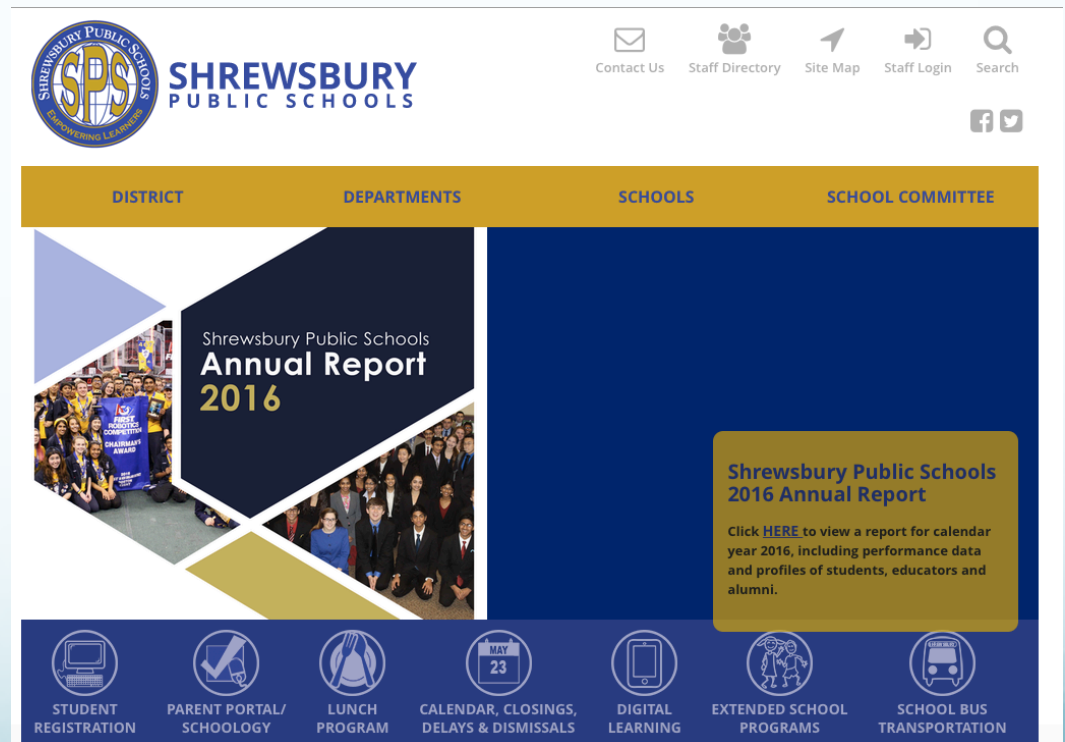 SHREWSBURY PUBLIC SCHOOLS
SPS
EMPOWERING LEARNERS
SHREWSBURY
PUBLIC SCHOOLS
Contact Us
Staff Directory
Site Map
Staff Login
Search
DISTRICT
DEPARTMENTS
SCHOOLS
SCHOOL COMMITTEE
Shrewsbury Public Schools
Annual Report
2016
FIRST
ROBOTICS
COMPETITION
CHAIRMAN'S
AWARD
Shrewsbury Public Schools
2016 Annual Report
Click HERE to view a report for calendar
year 2016, including performance data
and profiles of students, educators and
alumni.
MAY
23
STUDENT
REGISTRATION
PARENT PORTAL/
SCHOOLOGY
LUNCH
PROGRAM
CALENDAR, CLOSINGS,
DELAYS & DISMISSALS
DIGITAL
LEARNING
EXTENDED SCHOOL
PROGRAMS
SHREWSBURY
SCHOOL BUS
TRANSPORTATION